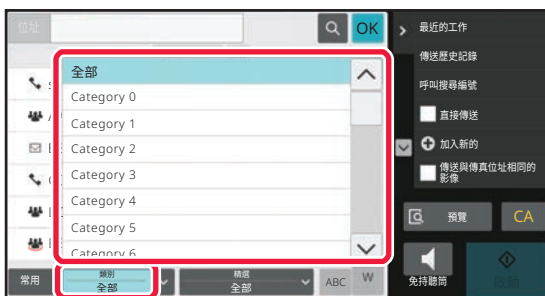 位址
OK
全部
Category 0
Category 1
Category 2
Category 3
Category 4
Category 5
Category 6
常用
類別
全部
精選
全部
ABC
W
最近的工作
傳送歷史記錄
呼叫搜尋編號
直接傳送
加入新的
傳送與傳真位址相同的
影像
預覽
CA
免持聽筒
啟動